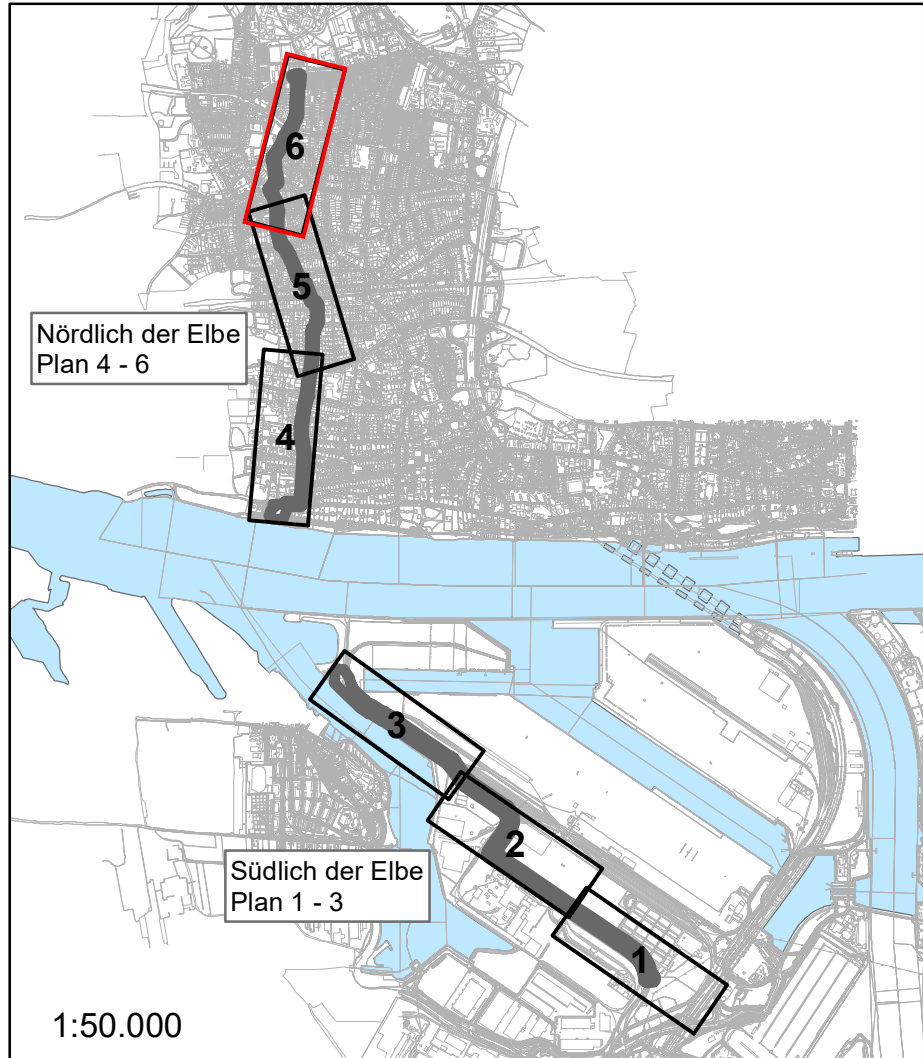 6
5
Nördlich der Elbe
Plan 4 - 6
4
3
2
Südlich der Elbe
Plan 1 - 3
1
1:50.000